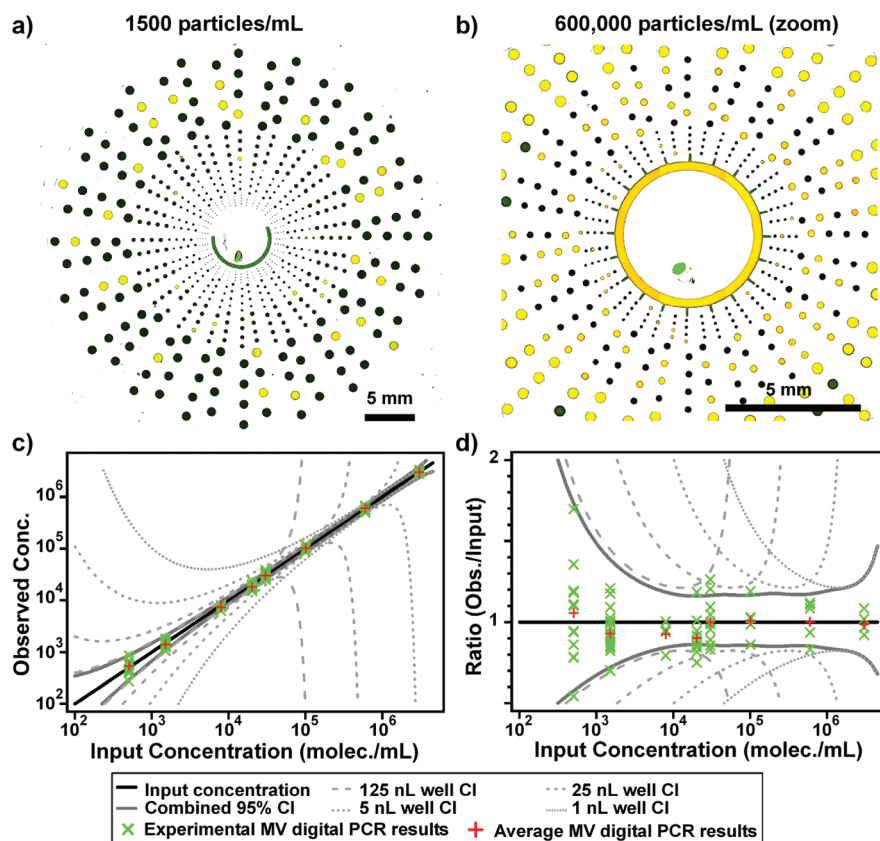 a) 1500 particles/mL
b) 600,000 particles/mL (zoom)
5 mm
5 mm
c)
Observed Conc.
10^6
10^5
10^4
10^3
10^2
10^2 10^3 10^4 10^5 10^6
Input Concentration (molec./mL)
d)
Ratio (Obs./Input)
2
1
10^2 10^3 10^4 10^5 10^6
Input Concentration (molec./mL)
Input concentration 125 nL well CI 25 nL well CI
Combined 95% CI 5 nL well CI 1 nL well CI
Experimental MV digital PCR results Average MV digital PCR results